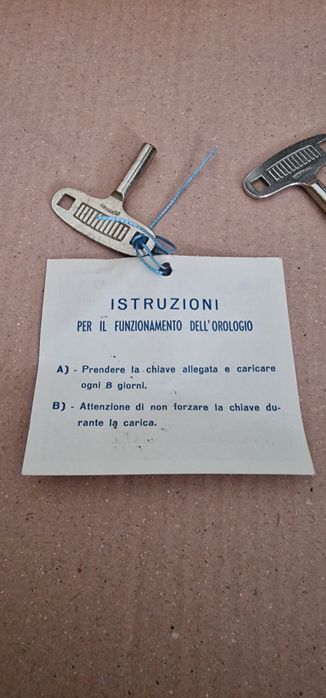 ISTRUZIONI
PER IL FUNZIONAMENTO DELL'OROLOGIO
A) - Prendere la chiave allegata e caricare
ogni 8 giorni.
B) - Attenzione di non forzare la chiave du-
rante la carica.